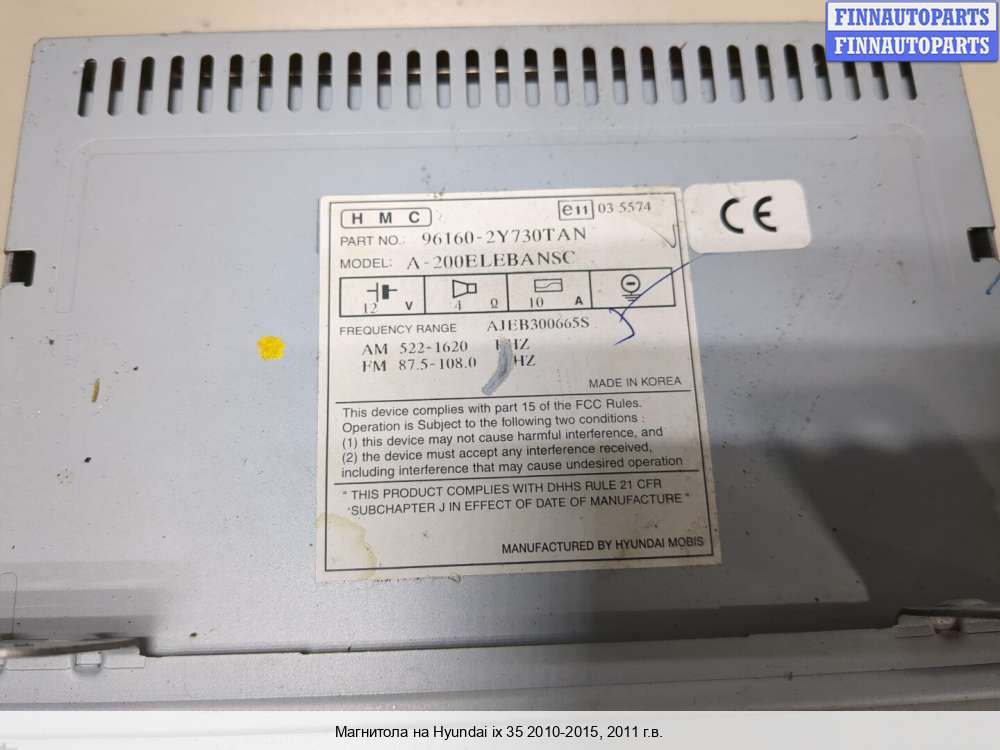 FINNAUTOPARTS
FINNAUTOPARTS
H M C
e11 03 5574
CE
PART NO.: 96160-2Y730TAN
MODEL: A-200ELEBANSC
12 V 4 Ω 10 A
FREQUENCY RANGE AJEB300665S
AM 522-1620 HZ
FM 87.5-108.0 HZ
MADE IN KOREA
This device complies with part 15 of the FCC Rules.
Operation is Subject to the following two conditions :
(1) this device may not cause harmful interference, and
(2) the device must accept any interference received,
including interference that may cause undesired operation
" THIS PRODUCT COMPLIES WITH DHHS RULE 21 CFR
'SUBCHAPTER J IN EFFECT OF DATE OF MANUFACTURE "
MANUFACTURED BY HYUNDAI MOBIS
Магнитола на Hyundai ix 35 2010-2015, 2011 г.в.